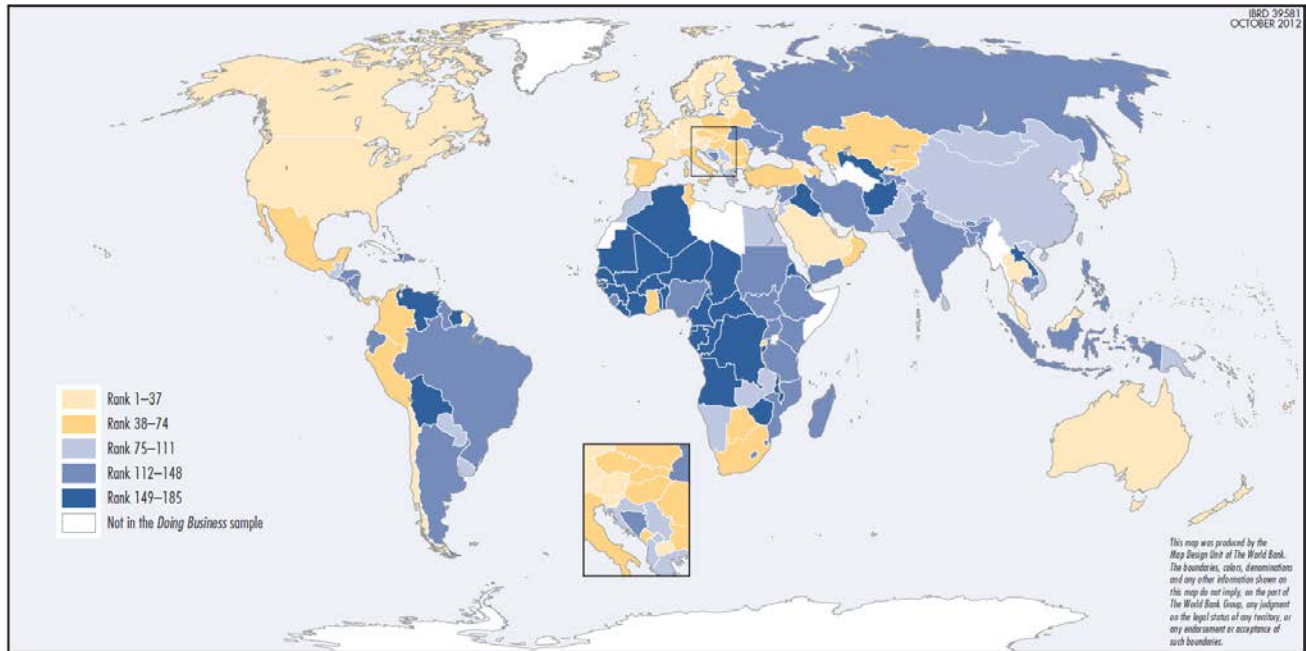 IBRD 39581
OCTOBER 2012
Rank 1–37
Rank 38–74
Rank 75–111
Rank 112–148
Rank 149–185
Not in the Doing Business sample
This map was produced by the
Map Design Unit of The World Bank.
The boundaries, colors, denominations
and any other information shown on
this map do not imply, on the part of
The World Bank Group, any judgment
on the legal status of any territory, or
any endorsement or acceptance of
such boundaries.